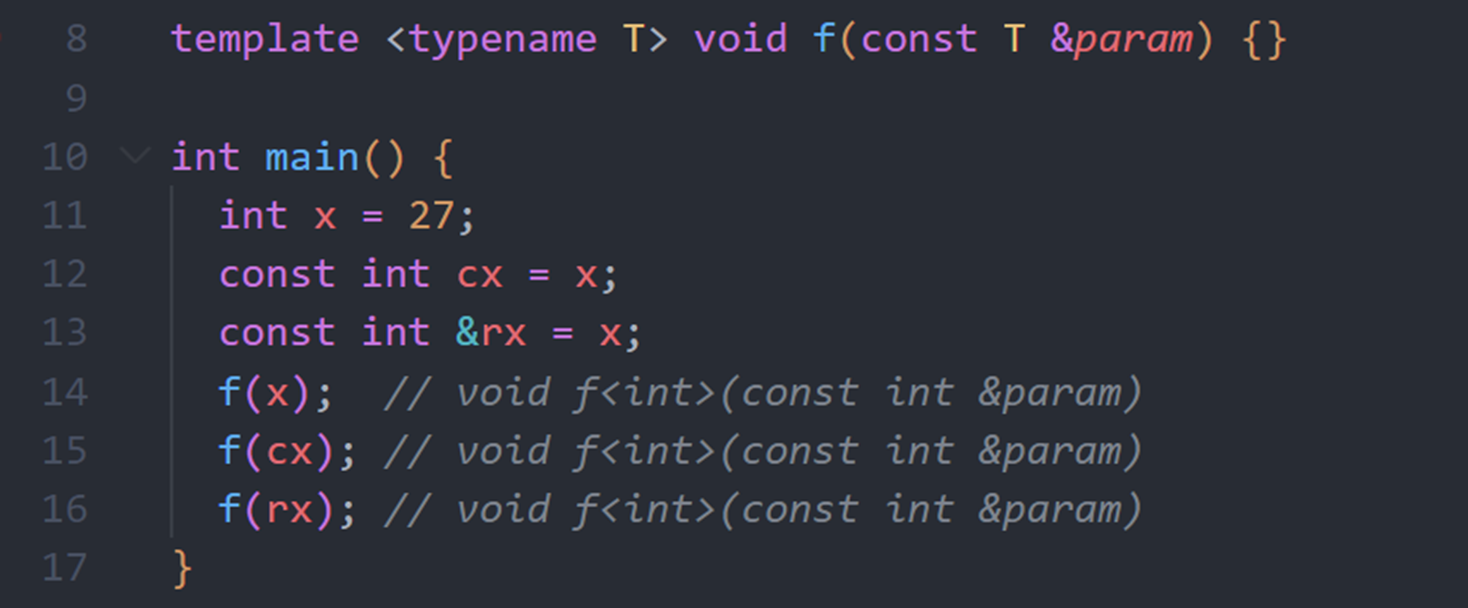 8 template <typename T> void f(const T &param) {}
9
10 int main() {
11 int x = 27;
12 const int cx = x;
13 const int &rx = x;
14 f(x); // void f<int>(const int &param)
15 f(cx); // void f<int>(const int &param)
16 f(rx); // void f<int>(const int &param)
17 }